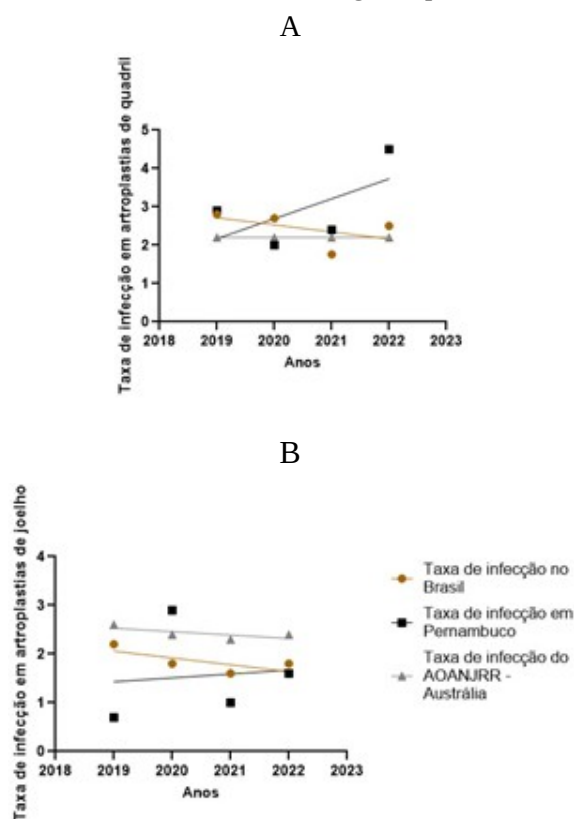 A
Taxa de infecção em artroplastias de quadril
5
4
3
2
1
0
2018 2019 2020 2021 2022 2023
Anos
B
Taxa de infecção em artroplastias de joelho
4
3
2
1
0
2018 2019 2020 2021 2022 2023
Anos
Taxa de infecção no
Brasil
Taxa de infecção em
Pernambuco
Taxa de infecção do
AOANJRR -
Austrália